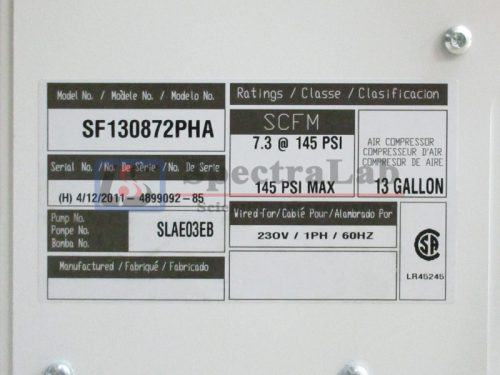 Model No. / Modèle No. / Modelo No.
SF130872PHA
Serial No. / No. De Série / No. De Serie
(H) 4/12/2011- 4899092-85
Pump No.
Pompe No.
Bomba No.
SLAE03EB
Manufactured / Fabriqué / Fabricado
Ratings / Classe / Clasificacion
SCFM
7.3 @ 145 PSI
145 PSI MAX
AIR COMPRESSOR
COMPRESSEUR D'AIR
COMPRESOR DE AIRE
13 GALLON
Wired-for/Cablé Pour/Alambrado Por
230V / 1PH / 60HZ
LR45245
SpectraLab